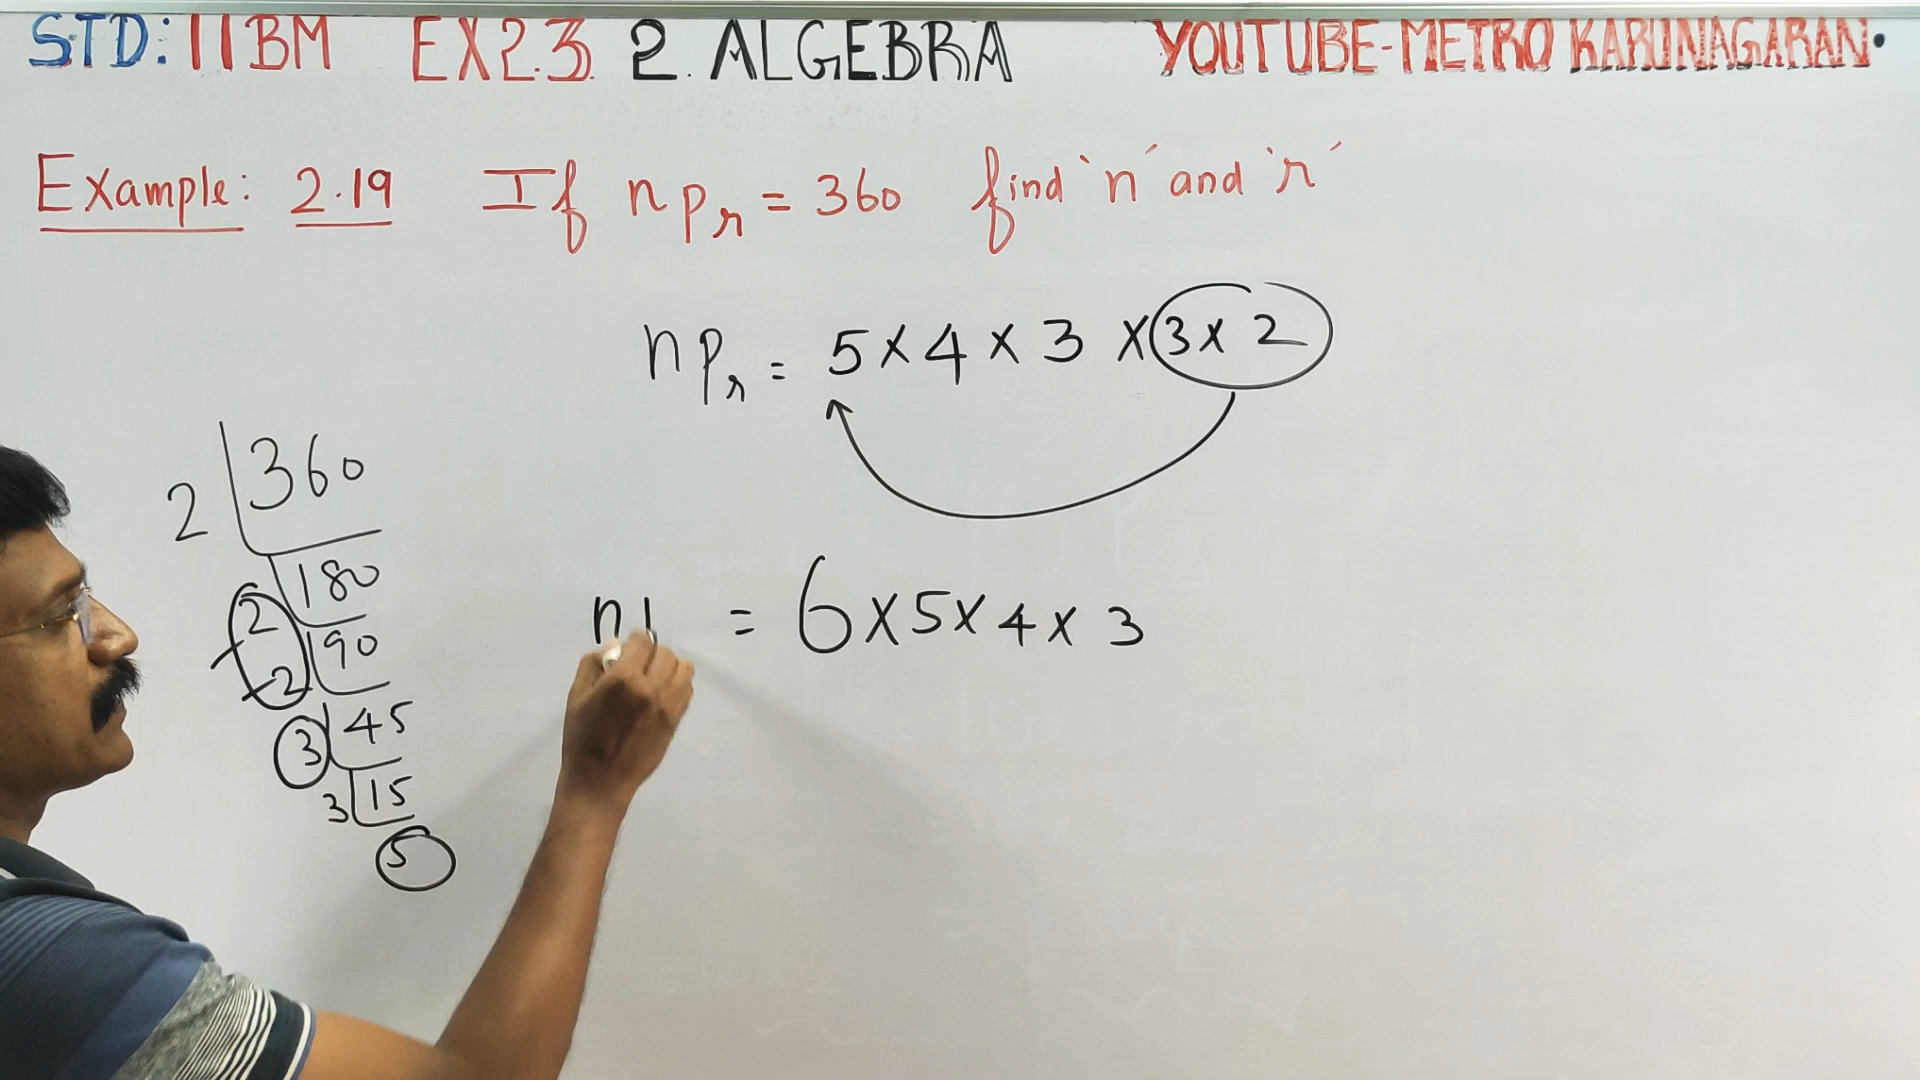 STD: 11BM EX2.3. 2. ALGEBRA YOUTUBE-METRO KARUNAGARAN.
Example: 2.19 If nPr = 360 find 'n' and 'r'
nPr = 5 × 4 × 3 × 3 × 2
2 360
2 180
2 90
3 45
3 15
5
= 6 × 5 × 4 × 3